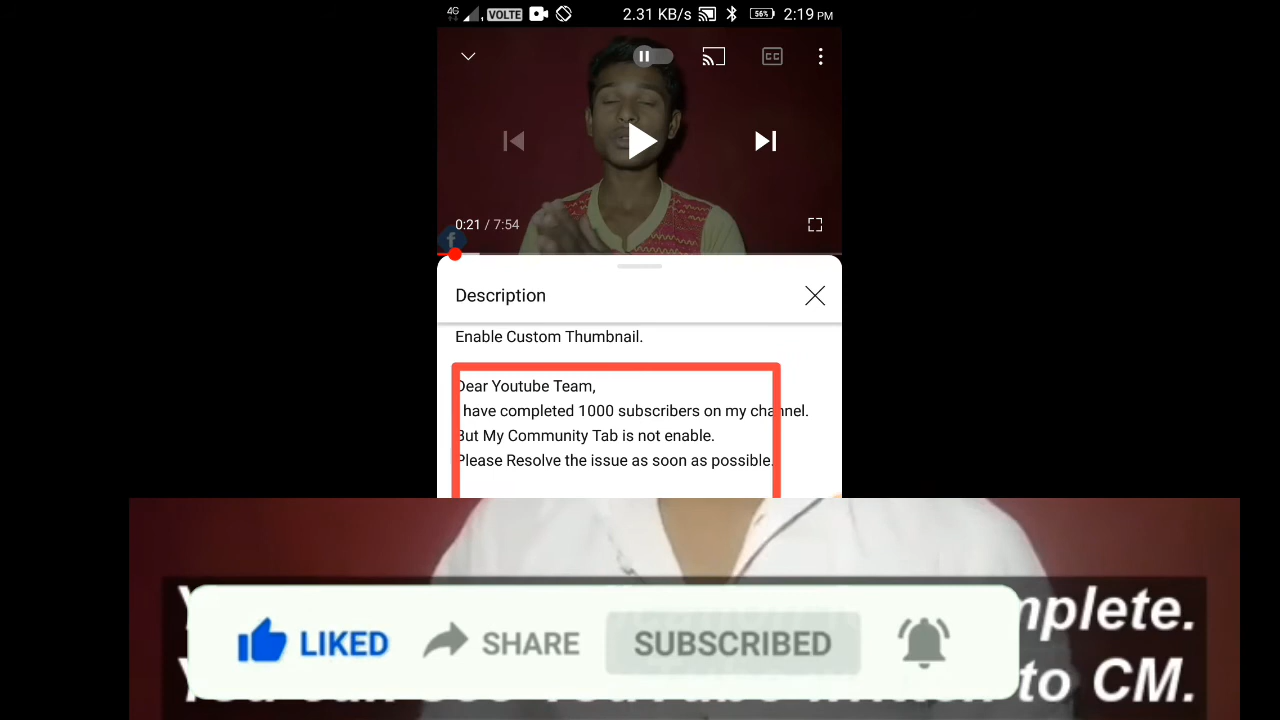 4G VOLTE 2.31 KB/s 56% 2:19 PM
CC
0:21 / 7:54
f
Description
Enable Custom Thumbnail.
Dear Youtube Team,
have completed 1000 subscribers on my channel.
But My Community Tab is not enable.
Please Resolve the issue as soon as possible.
mplete.
LIKED SHARE SUBSCRIBED
to CM.